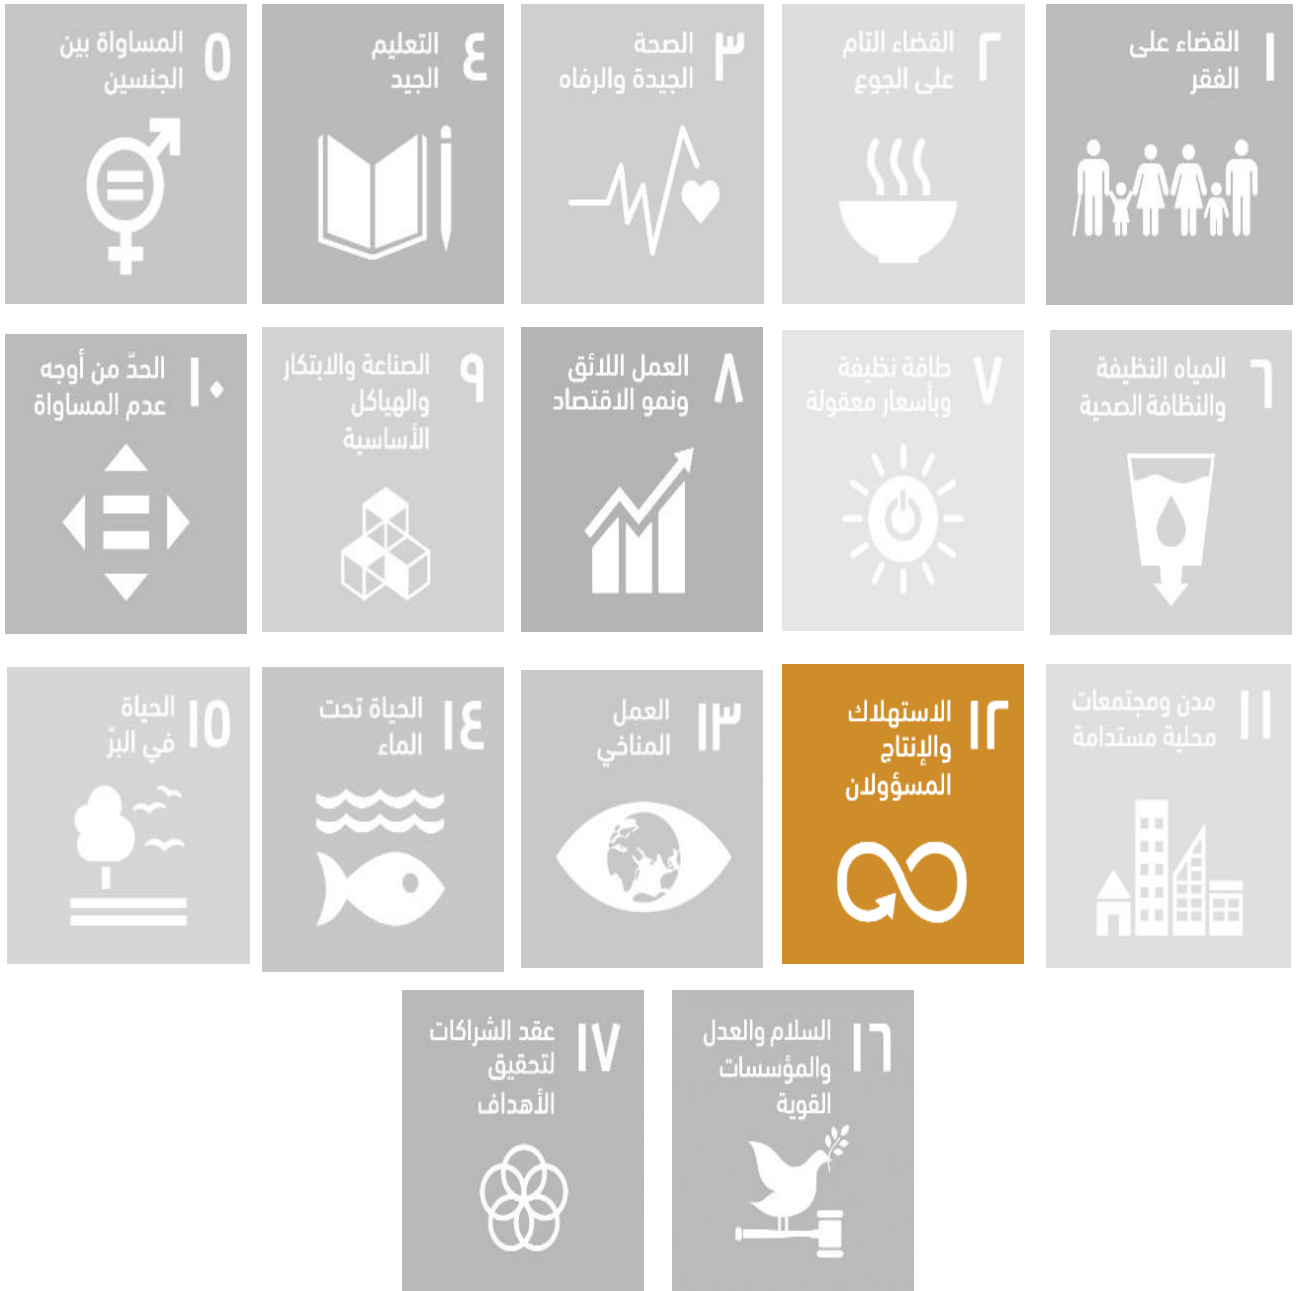 ١
القضاء على
الفقر
٢
القضاء التام
على الجوع
٣
الصحة
الجيدة والرفاه
٤
التعليم
الجيد
٥
المساواة بين
الجنسين
٦
المياه النظيفة
والنظافة الصحية
٧
طاقة نظيفة
وبأسعار معقولة
٨
العمل اللائق
ونمو الاقتصاد
٩
الصناعة والابتكار
والهياكل
الأساسية
١٠
الحدّ من أوجه
عدم المساواة
١١
مدن ومجتمعات
محلية مستدامة
١٢
الاستهلاك
والإنتاج
المسؤولان
١٣
العمل
المناخي
١٤
الحياة تحت
الماء
١٥
الحياة
في البرّ
١٦
السلام والعدل
والمؤسسات
القوية
١٧
عقد الشراكات
لتحقيق
الأهداف